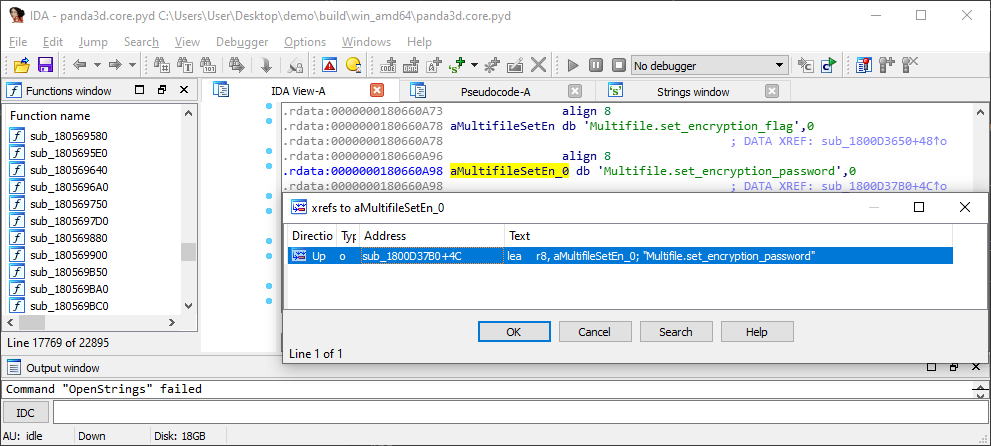 IDA - panda3d.core.pyd C:\Users\User\Desktop\demo\build\win_amd64\panda3d.core.pyd
File Edit Jump Search View Debugger Options Windows Help
No debugger
Functions window
IDA View-A
Pseudocode-A
Strings window
Function name
sub_180569580
sub_1805695E0
sub_180569640
sub_1805696A0
sub_180569750
sub_1805697D0
sub_180569880
sub_180569900
sub_180569B50
sub_180569BA0
sub_180569BC0
Line 17769 of 22895
.rdata:0000000180660A73 align 8
.rdata:0000000180660A78 aMultifileSetEn db 'Multifile.set_encryption_flag',0
.rdata:0000000180660A78 ; DATA XREF: sub_1800D3650+48↑o
.rdata:0000000180660A96 align 8
.rdata:0000000180660A98 aMultifileSetEn_0 db 'Multifile.set_encryption_password',0
.rdata:0000000180660A98 ; DATA XREF: sub_1800D37B0+4C↑o
xrefs to aMultifileSetEn_0
Directio Typ Address Text
Up o sub_1800D37B0+4C lea r8, aMultifileSetEn_0; "Multifile.set_encryption_password"
OK Cancel Search Help
Line 1 of 1
Output window
Command "OpenStrings" failed
IDC
AU: idle Down Disk: 18GB